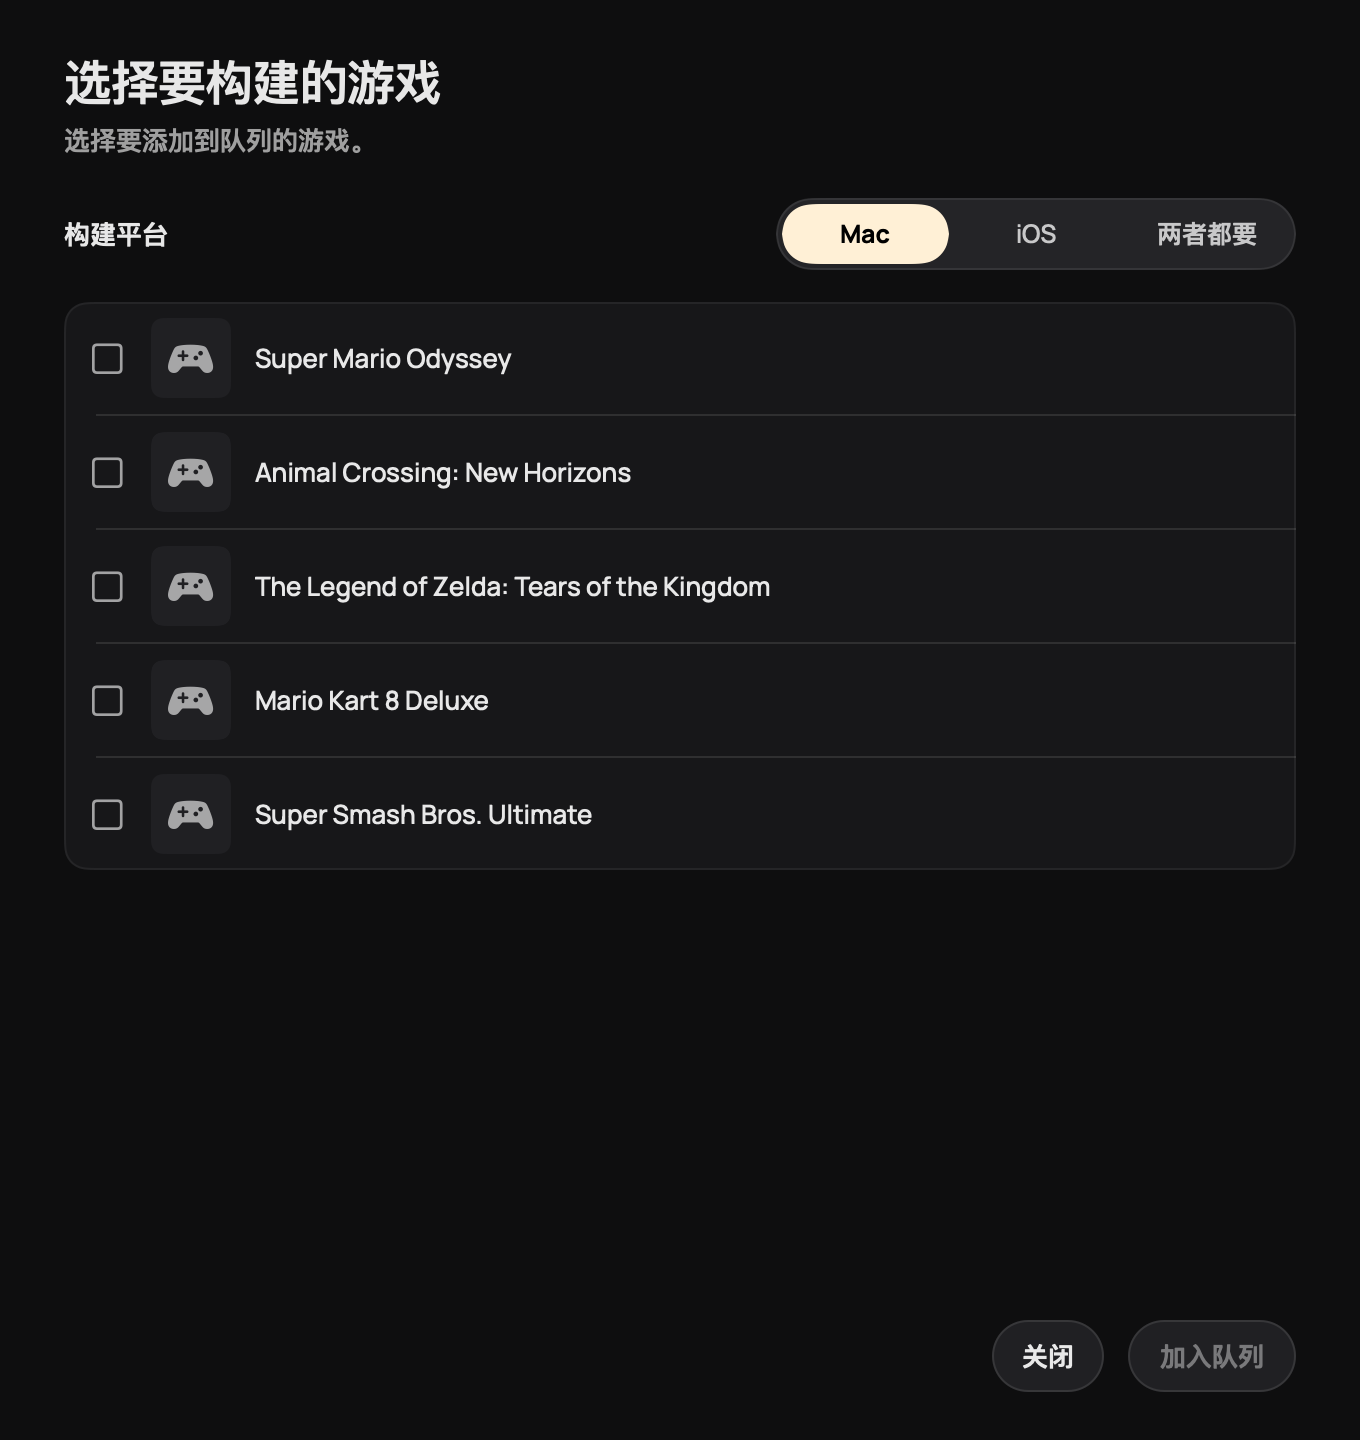 选择要构建的游戏
选择要添加到队列的游戏。
构建平台
Mac
iOS
两者都要
Super Mario Odyssey
Animal Crossing: New Horizons
The Legend of Zelda: Tears of the Kingdom
Mario Kart 8 Deluxe
Super Smash Bros. Ultimate
关闭
加入队列